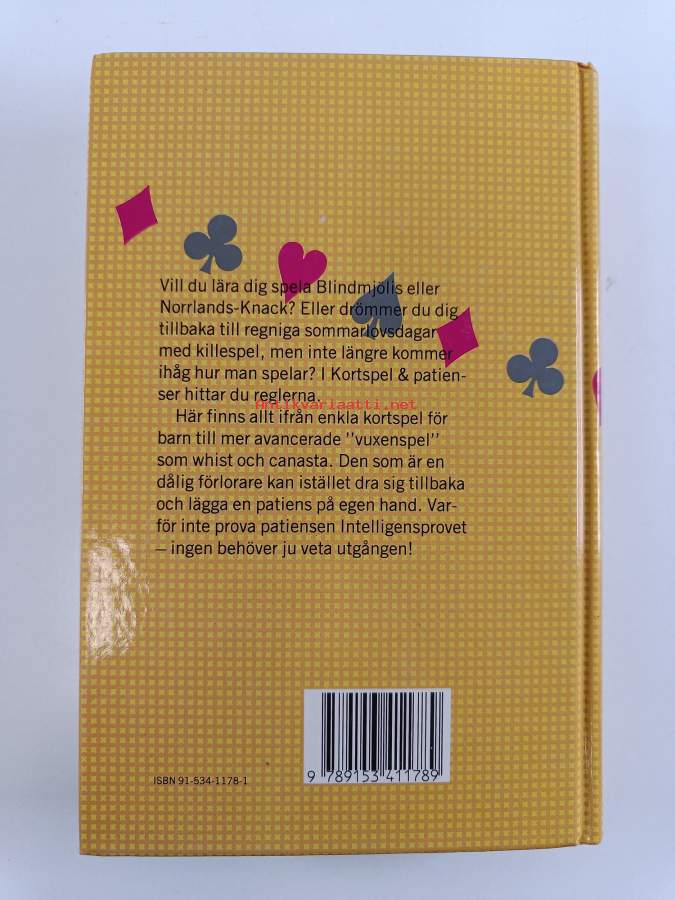 Vill du lära dig spela Blindmjölis eller
Norrlands-Knack? Eller drömmer du dig
tillbaka till regniga sommarlovsdagar
med killespel, men inte längre kommer
ihåg hur man spelar? I Kortspel & patien-
ser hittar du reglerna.
Antikvariaatti.net
Här finns allt ifrån enkla kortspel för
barn till mer avancerade "vuxenspel"
som whist och canasta. Den som är en
dålig förlorare kan istället dra sig tillbaka
och lägga en patiens på egen hand. Var-
för inte prova patiensen Intelligensprovet
– ingen behöver ju veta utgången!
ISBN 91-534-1178-1
9 789153 411789